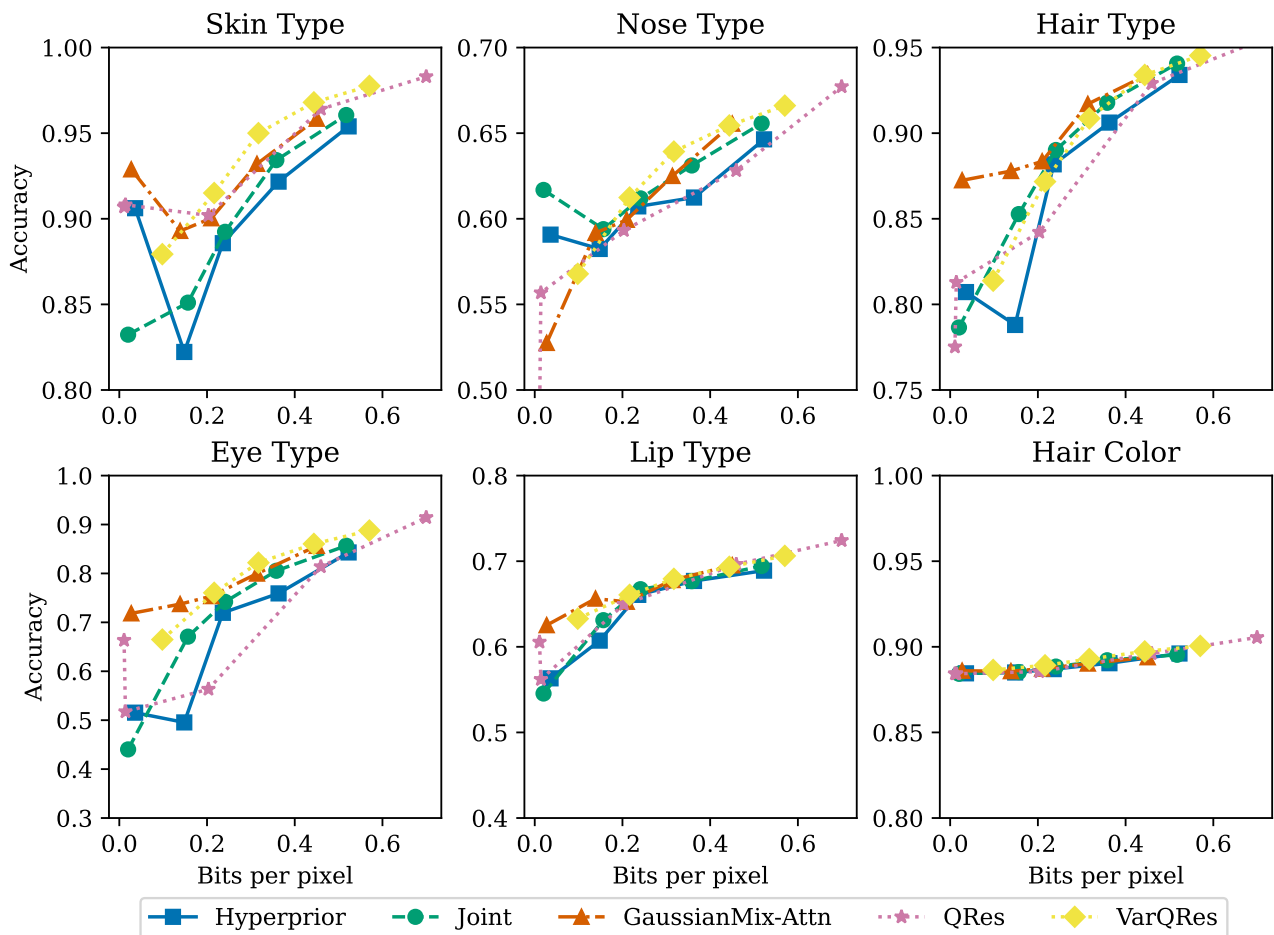 Skin Type Nose Type Hair Type
1.00 0.70 0.95
0.95 0.65 0.90
0.90 0.60 0.85
0.85 0.55 0.80
0.80 0.50 0.75
Accuracy
0.0 0.2 0.4 0.6 0.0 0.2 0.4 0.6 0.0 0.2 0.4 0.6
Eye Type Lip Type Hair Color
1.0 0.8 1.00
0.9
0.8 0.7 0.95
0.7
0.6 0.6 0.90
0.5 0.5 0.85
0.4
0.3 0.4 0.80
Accuracy
0.0 0.2 0.4 0.6 0.0 0.2 0.4 0.6 0.0 0.2 0.4 0.6
Bits per pixel Bits per pixel Bits per pixel
Hyperprior Joint GaussianMix-Attn QRes VarQRes